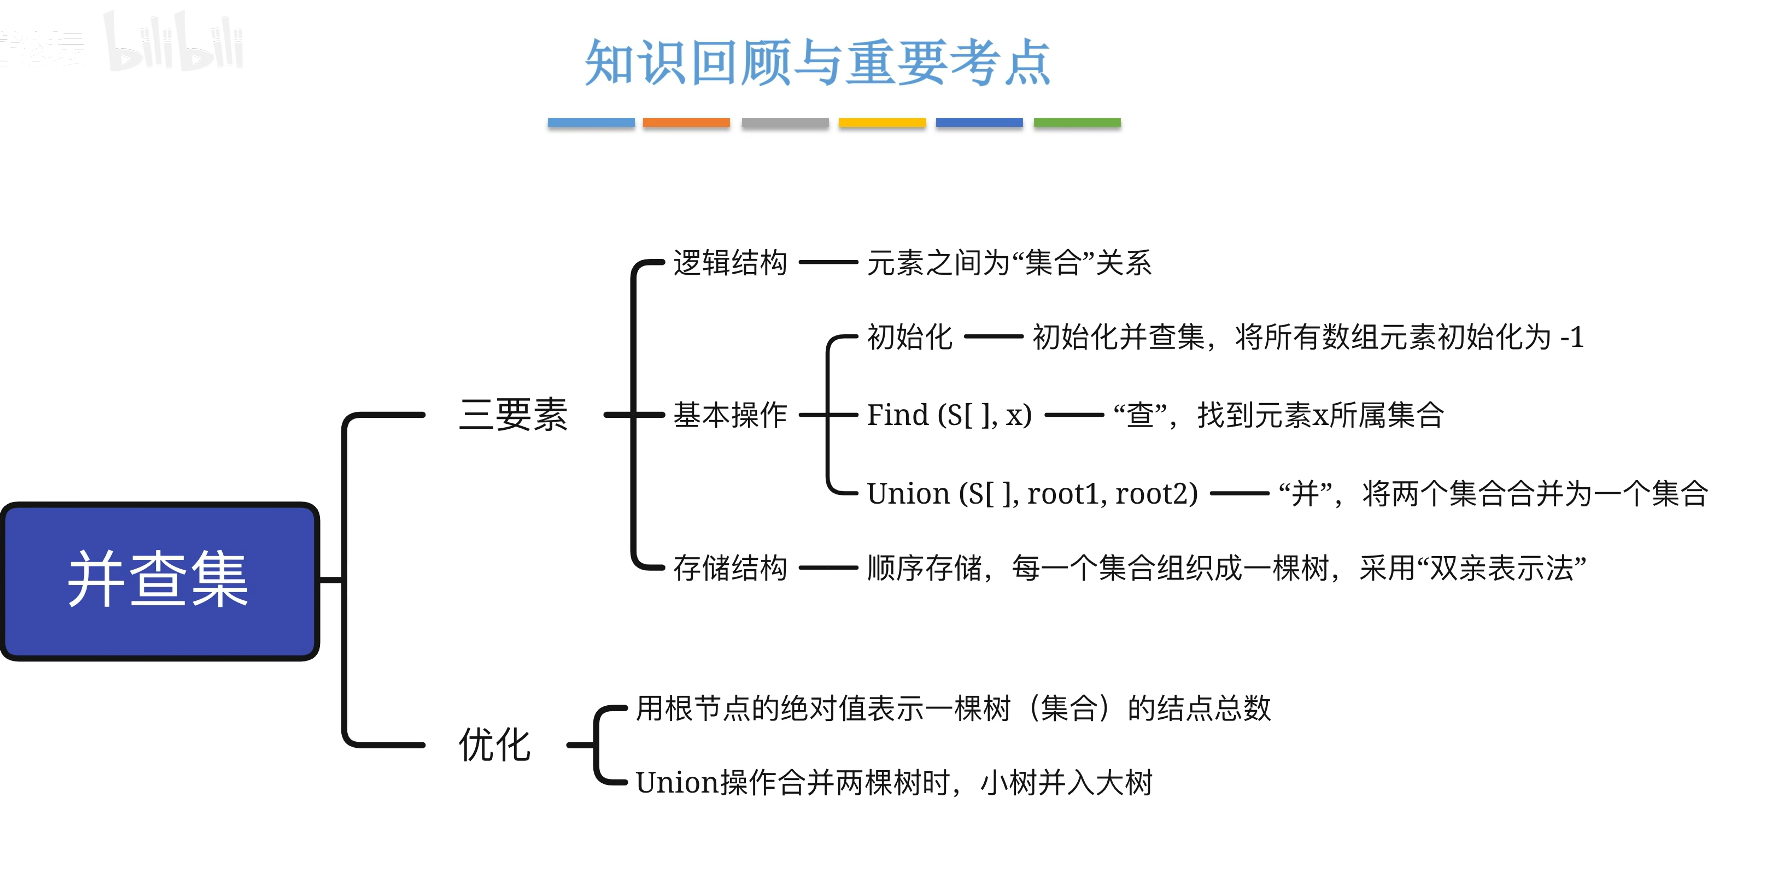 bilibili
知识回顾与重要考点
逻辑结构
元素之间为“集合”关系
初始化
初始化并查集，将所有数组元素初始化为 -1
三要素
基本操作
Find (S[ ], x)
“查”，找到元素x所属集合
Union (S[ ], root1, root2)
“并”，将两个集合合并为一个集合
并查集
存储结构
顺序存储，每一个集合组织成一棵树，采用“双亲表示法”
优化
用根节点的绝对值表示一棵树（集合）的结点总数
Union操作合并两棵树时，小树并入大树